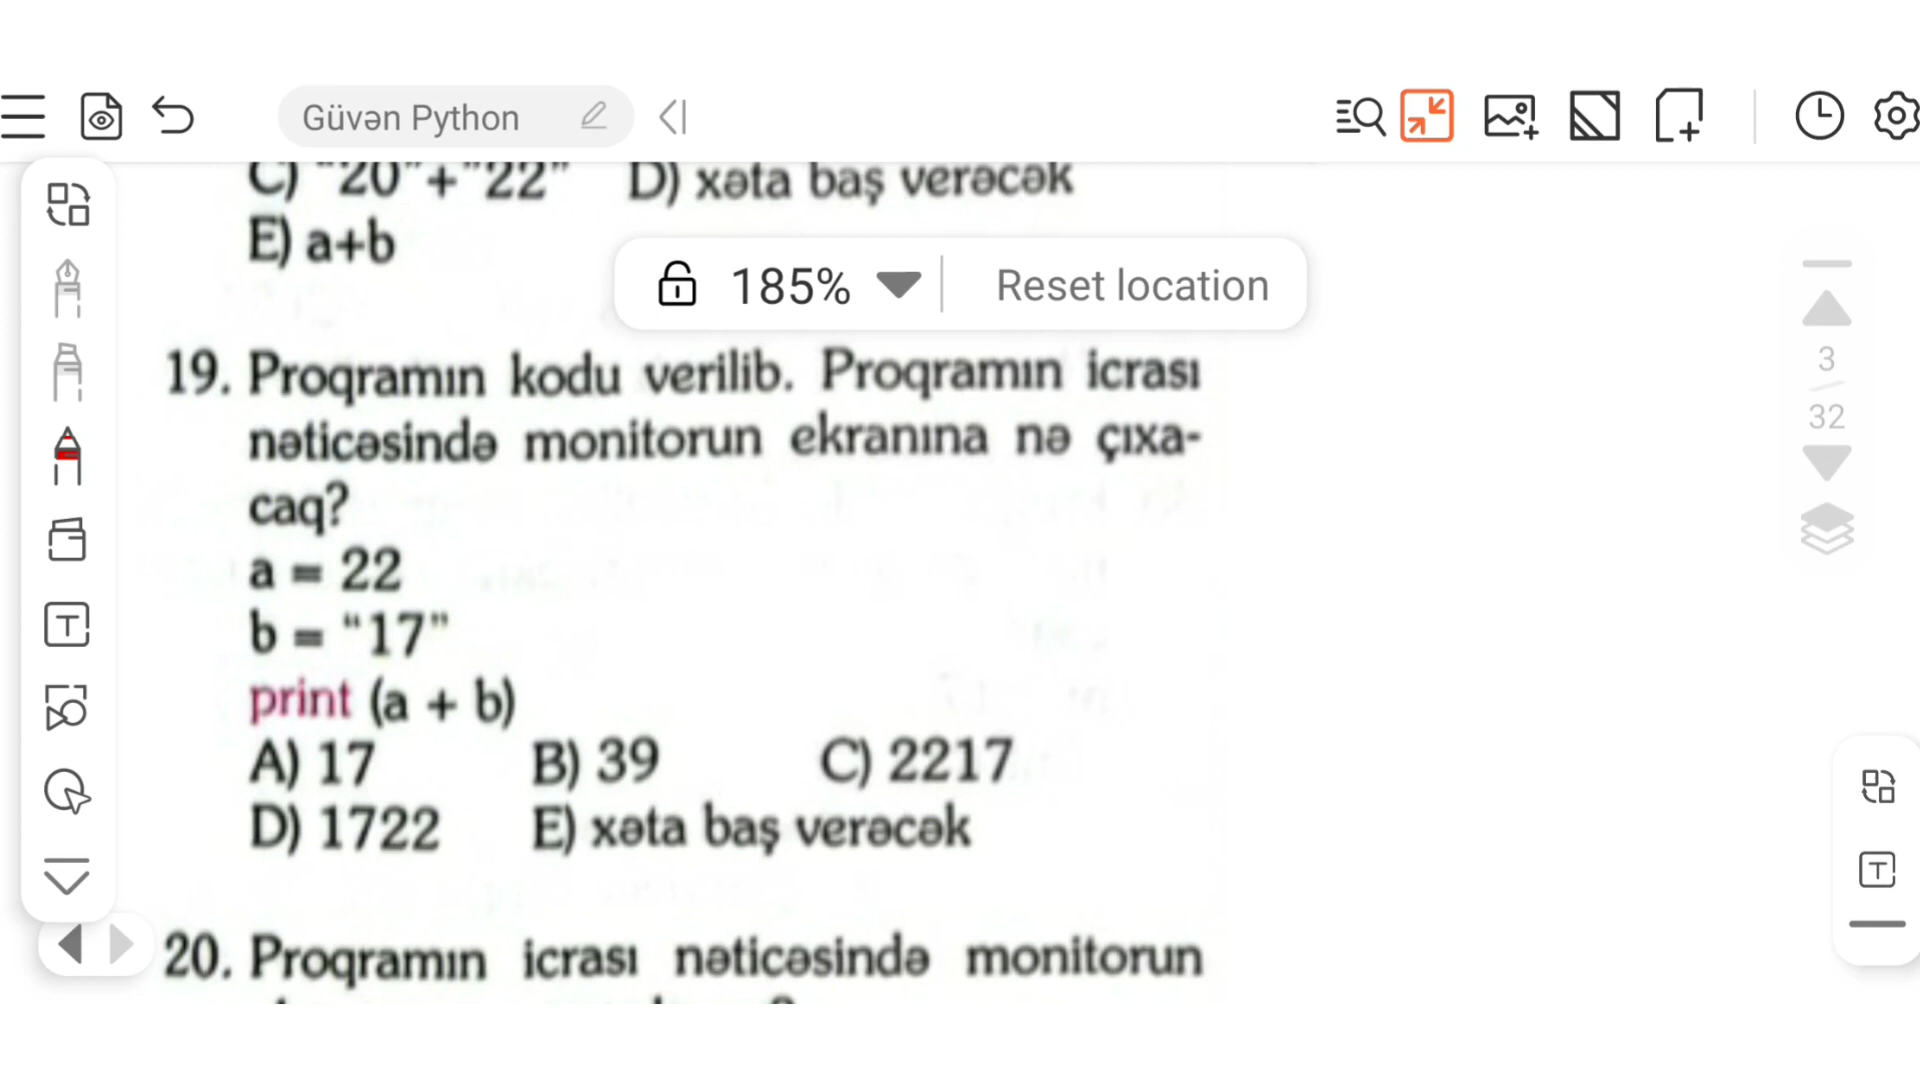 Güvən Python
C) "20"+"22" D) xəta baş verəcək
E) a+b
185% Reset location
19. Proqramın kodu verilib. Proqramın icrası
nəticəsində monitorun ekranına nə çıxa-
caq?
a = 22
b = “17”
print (a + b)
A) 17 B) 39 C) 2217
D) 1722 E) xəta baş verəcək
20. Proqramın icrası nəticəsində monitorun
3
32